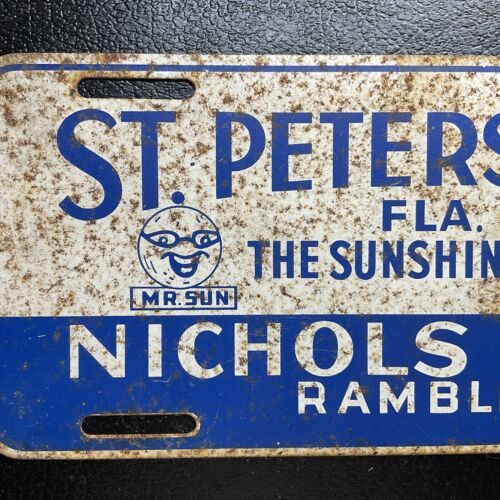 ST. PETERS
FLA.
THE SUNSHIN
MR. SUN
NICHOLS
RAMBL